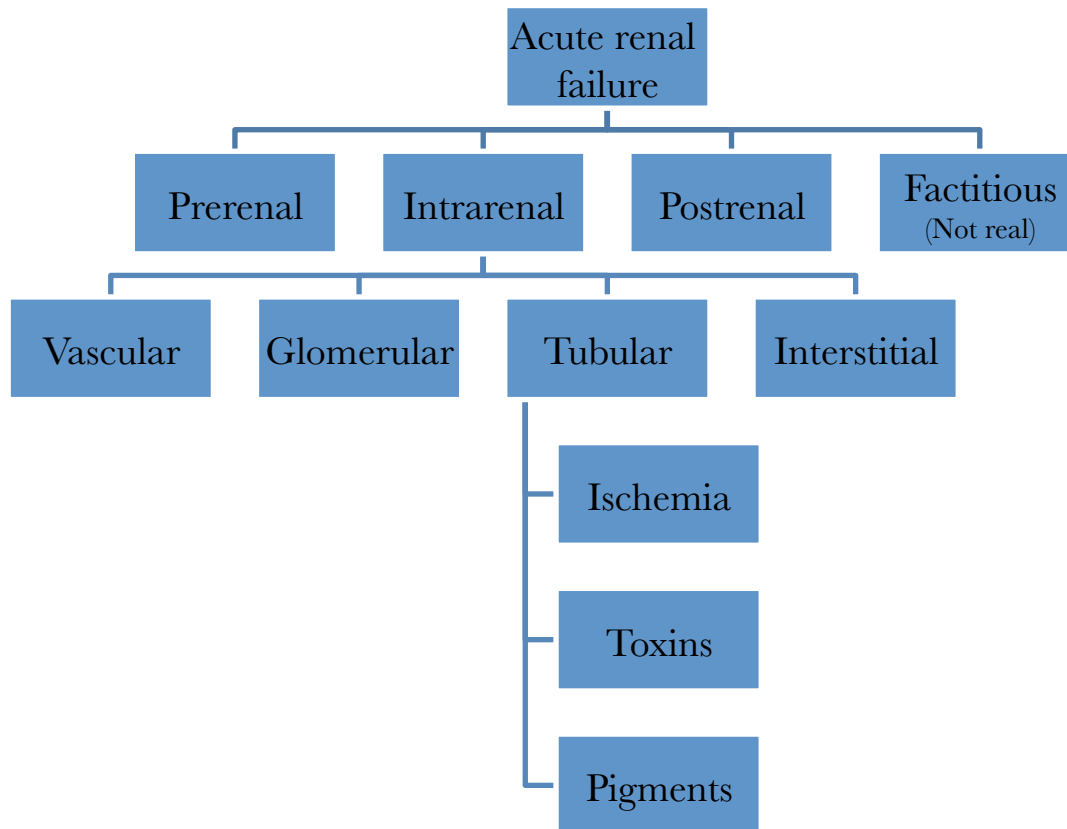 Acute renal
failure
Prerenal
Intrarenal
Postrenal
Factitious
(Not real)
Vascular
Glomerular
Tubular
Interstitial
Ischemia
Toxins
Pigments